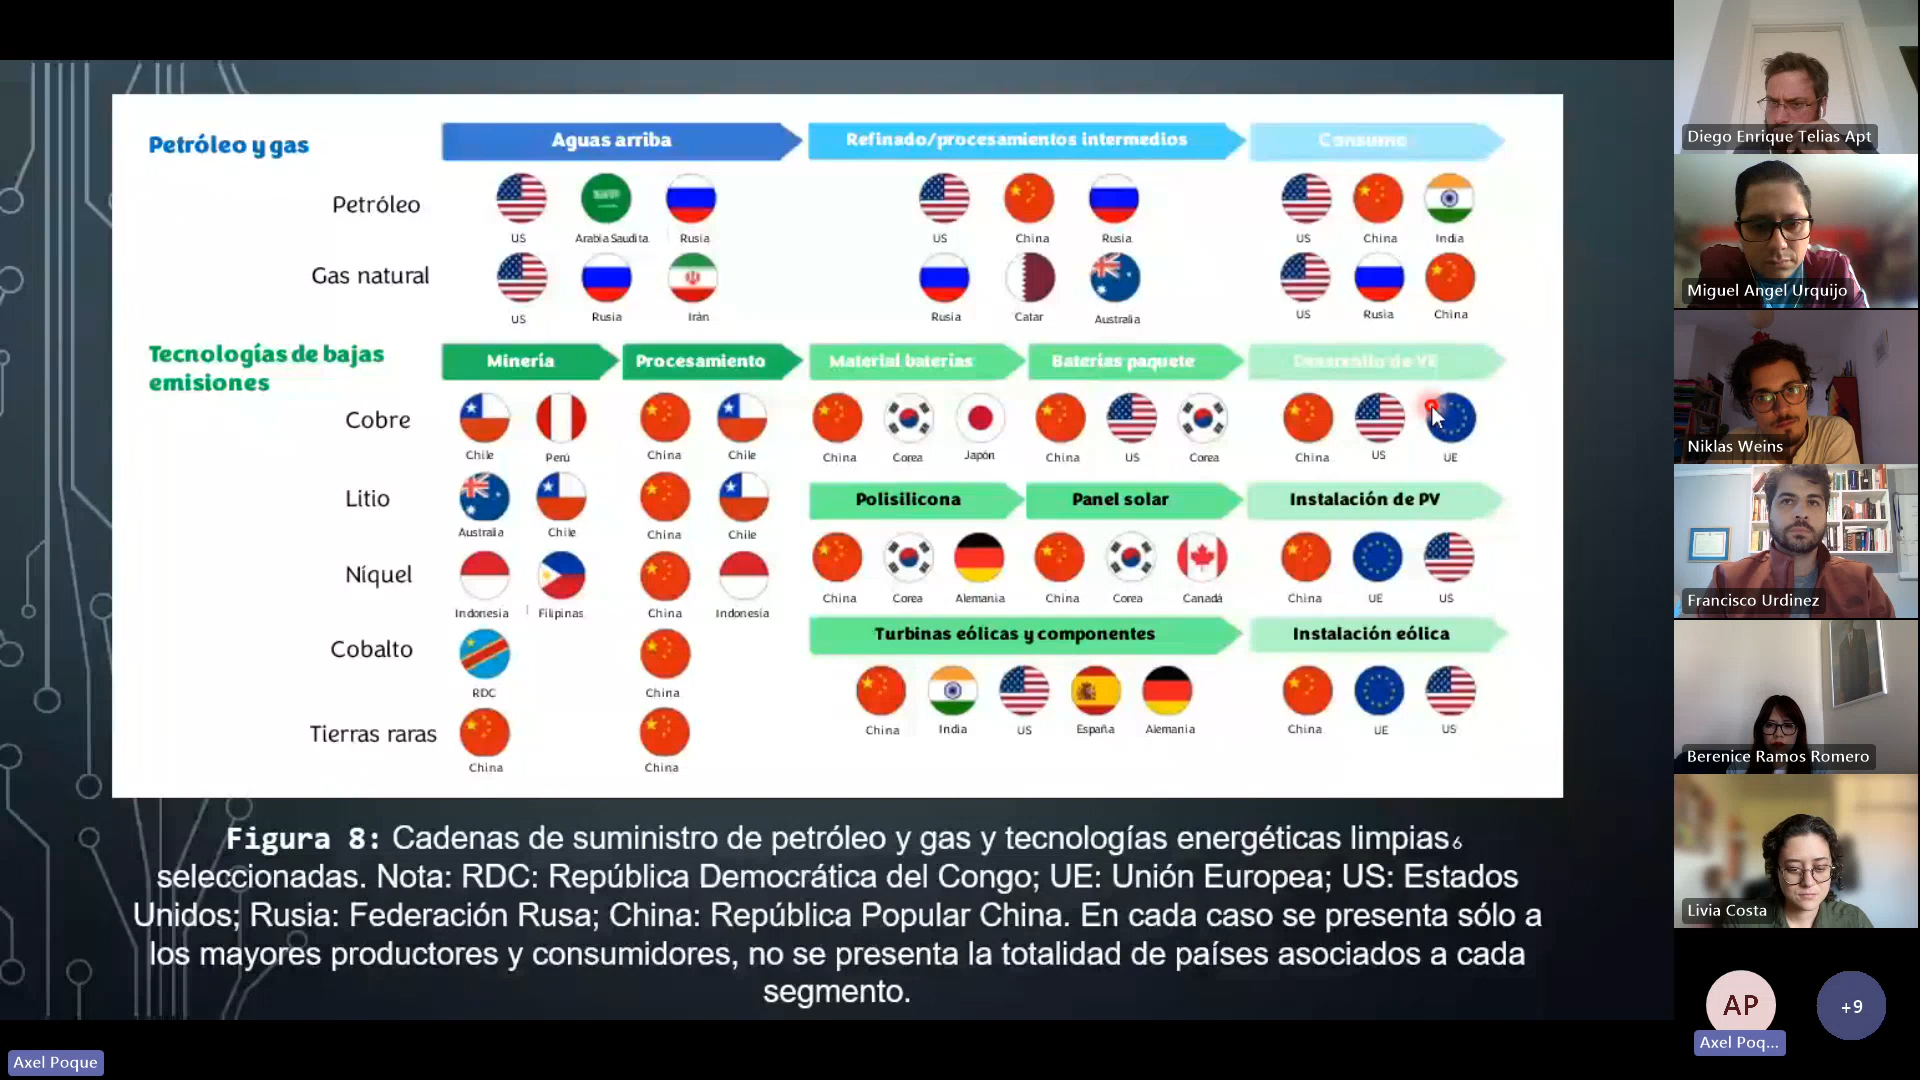 Petróleo y gas
Aguas arriba
Refinado/procesamientos intermedios
Consumo
Petróleo
US
Arabia Saudita
Rusia
US
China
Rusia
US
China
India
Gas natural
US
Rusia
Irán
Rusia
Catar
Australia
US
Rusia
China
Tecnologías de bajas
emisiones
Minería
Procesamiento
Material baterías
Baterías paquete
Desarrollo de VE
Cobre
Chile
Perú
China
Chile
China
Corea
Japón
China
US
Corea
China
US
UE
Litio
Australia
Chile
China
Chile
Polisilicona
Panel solar
Instalación de PV
Níquel
Indonesia
Filipinas
China
Indonesia
China
Corea
Alemania
China
Corea
Canadá
China
UE
US
Turbinas eólicas y componentes
Instalación eólica
Cobalto
RDC
China
China
India
US
España
Alemania
China
UE
US
Tierras raras
China
China
Figura 8: Cadenas de suministro de petróleo y gas y tecnologías energéticas limpias6
seleccionadas. Nota: RDC: República Democrática del Congo; UE: Unión Europea; US: Estados
Unidos; Rusia: Federación Rusa; China: República Popular China. En cada caso se presenta sólo a
los mayores productores y consumidores, no se presenta la totalidad de países asociados a cada
segmento.
Axel Poque
Diego Enrique Telias Apt
Miguel Angel Urquijo
Niklas Weins
Francisco Urdinez
Berenice Ramos Romero
Livia Costa
AP
+9
Axel Poq...